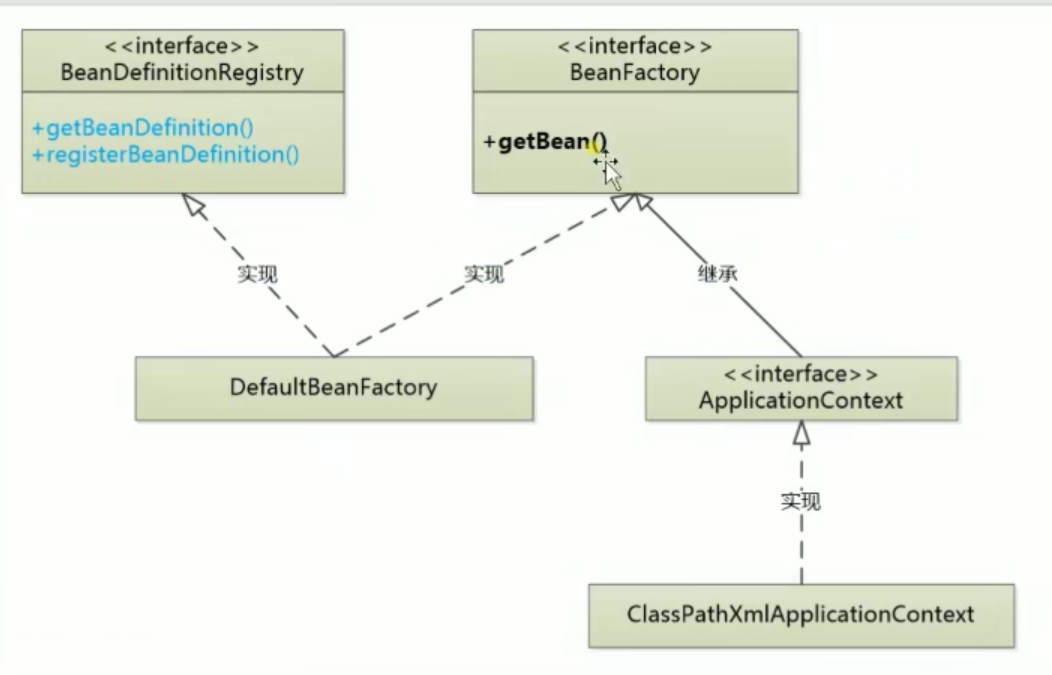 <<interface>>
BeanDefinitionRegistry
+getBeanDefinition()
+registerBeanDefinition()
<<interface>>
BeanFactory
+getBean()
实现
实现
继承
DefaultBeanFactory
<<interface>>
ApplicationContext
实现
ClassPathXmlApplicationContext